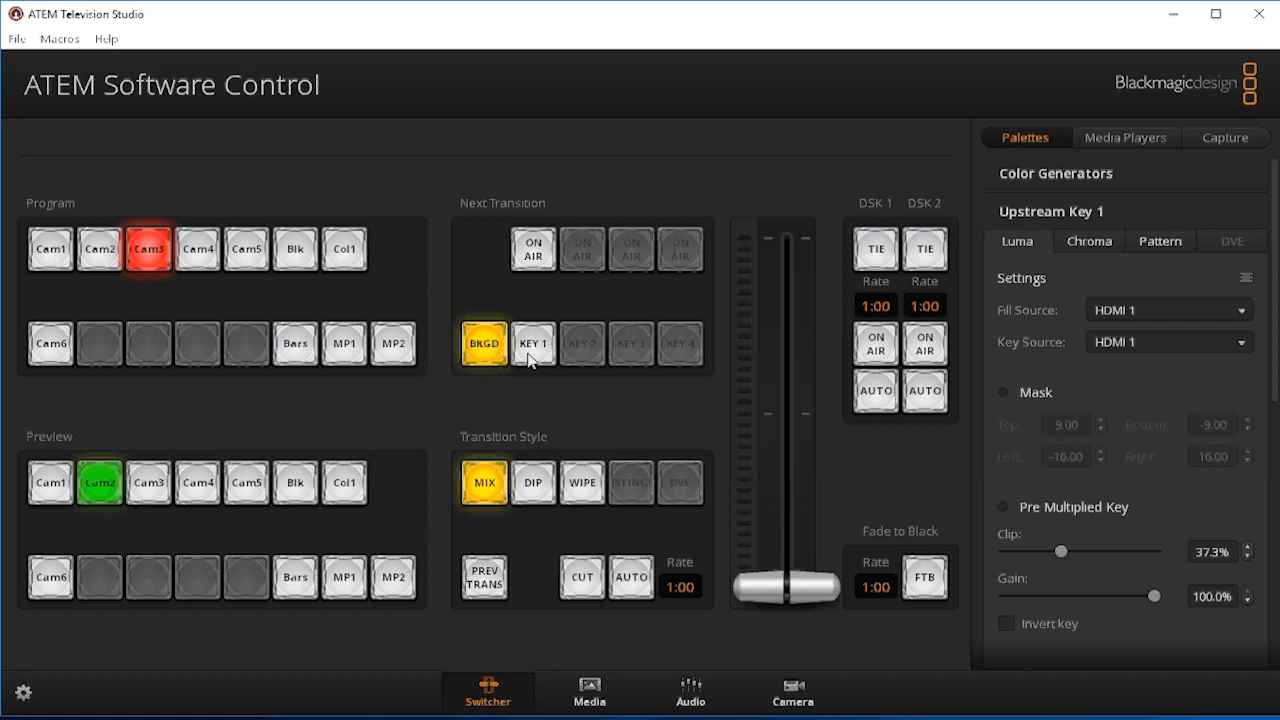 ATEM Television Studio
File Macros Help
ATEM Software Control
Blackmagicdesign
Palettes Media Players Capture
Color Generators
Upstream Key 1
Luma Chroma Pattern DVE
Settings
Fill Source: HDMI 1
Key Source: HDMI 1
Mask
Top: 9.00 Bottom: -9.00
Left: -16.00 Right: 16.00
Pre Multiplied Key
Clip:
37.3%
Gain:
100.0%
Invert key
Program
Cam1 Cam2 Cam3 Cam4 Cam5 Blk Col1
Cam6 Bars MP1 MP2
Next Transition
ON AIR ON AIR ON AIR ON AIR
BKGD KEY 1 KEY 2 KEY 3 KEY 4
DSK 1 DSK 2
TIE TIE
Rate Rate
1:00 1:00
ON AIR ON AIR
AUTO AUTO
Preview
Cam1 Cam2 Cam3 Cam4 Cam5 Blk Col1
Cam6 Bars MP1 MP2
Transition Style
MIX DIP WIPE STING DVE
PREV TRANS CUT AUTO Rate 1:00
Fade to Black
Rate
1:00 FTB
Switcher Media Audio Camera